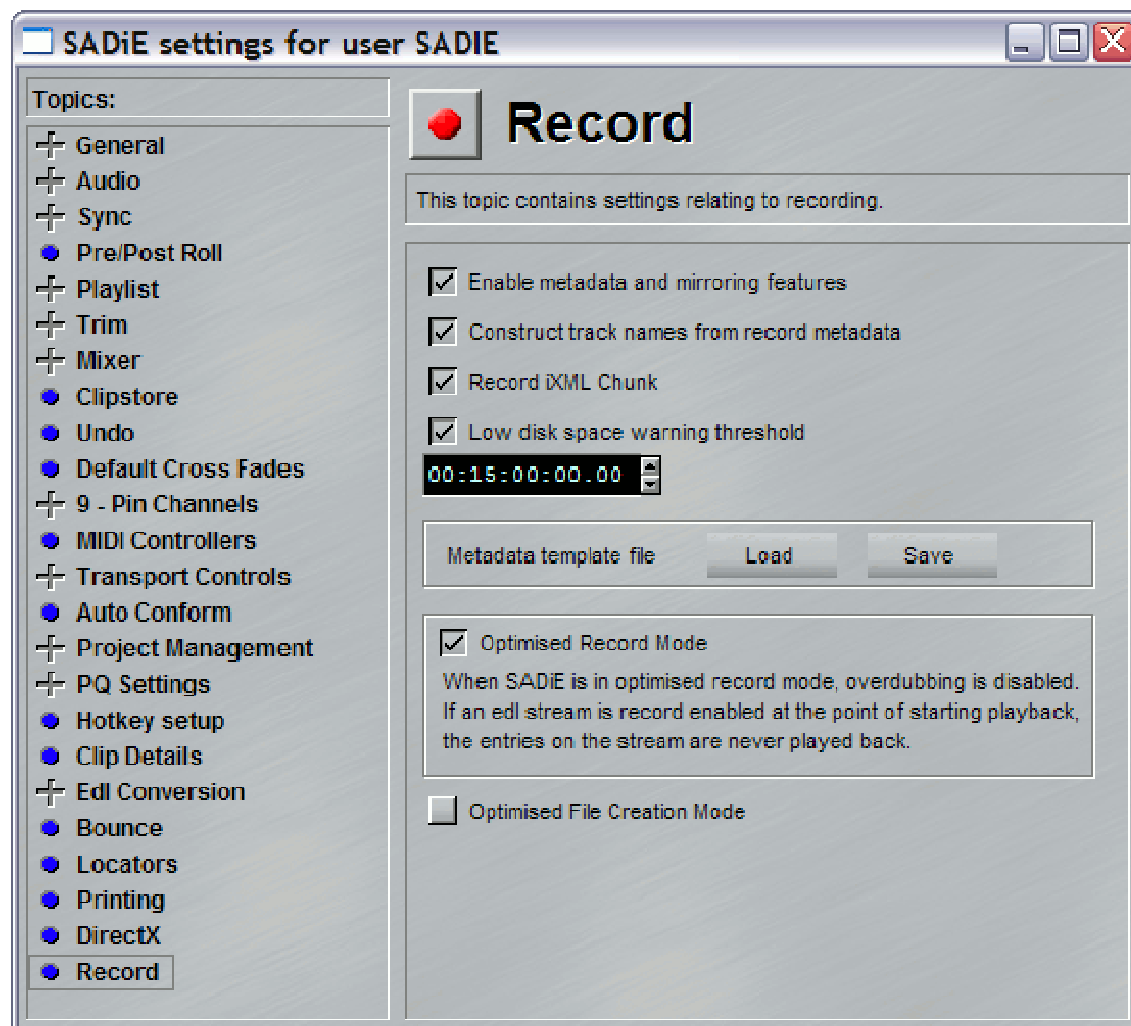 SADiE settings for user SADIE
Topics:
General
Audio
Sync
Pre/Post Roll
Playlist
Trim
Mixer
Clipstore
Undo
Default Cross Fades
9 - Pin Channels
MIDI Controllers
Transport Controls
Auto Conform
Project Management
PQ Settings
Hotkey setup
Clip Details
Edl Conversion
Bounce
Locators
Printing
DirectX
Record
Record
This topic contains settings relating to recording.
Enable metadata and mirroring features
Construct track names from record metadata
Record iXML Chunk
Low disk space warning threshold
00:15:00:00.00
Metadata template file
Load
Save
Optimised Record Mode
When SADiE is in optimised record mode, overdubbing is disabled.
If an edl stream is record enabled at the point of starting playback,
the entries on the stream are never played back.
Optimised File Creation Mode